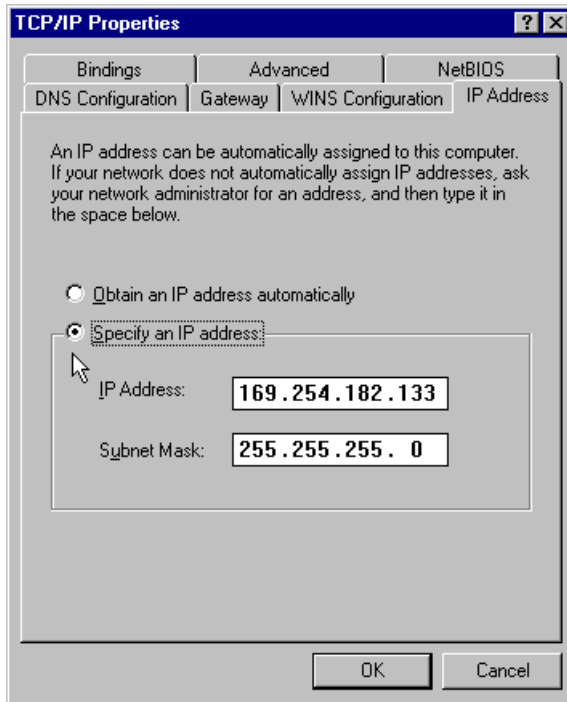 TCP/IP Properties
Bindings Advanced NetBIOS
DNS Configuration Gateway WINS Configuration IP Address
An IP address can be automatically assigned to this computer.
If your network does not automatically assign IP addresses, ask
your network administrator for an address, and then type it in
the space below.
Obtain an IP address automatically
Specify an IP address:
IP Address: 169.254.182.133
Subnet Mask: 255.255.255. 0
OK Cancel